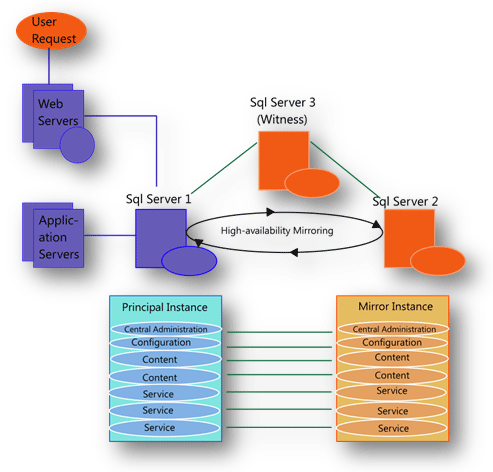 User
Request
Web
Servers
Sql Server 3
(Witness)
Sql Server 1
Sql Server 2
Applic-
ation
Servers
High-availability Mirroring
Principal Instance
Mirror Instance
Central Administration
Central Administration
Configuration
Configuration
Content
Content
Content
Content
Service
Service
Service
Service
Service
Service